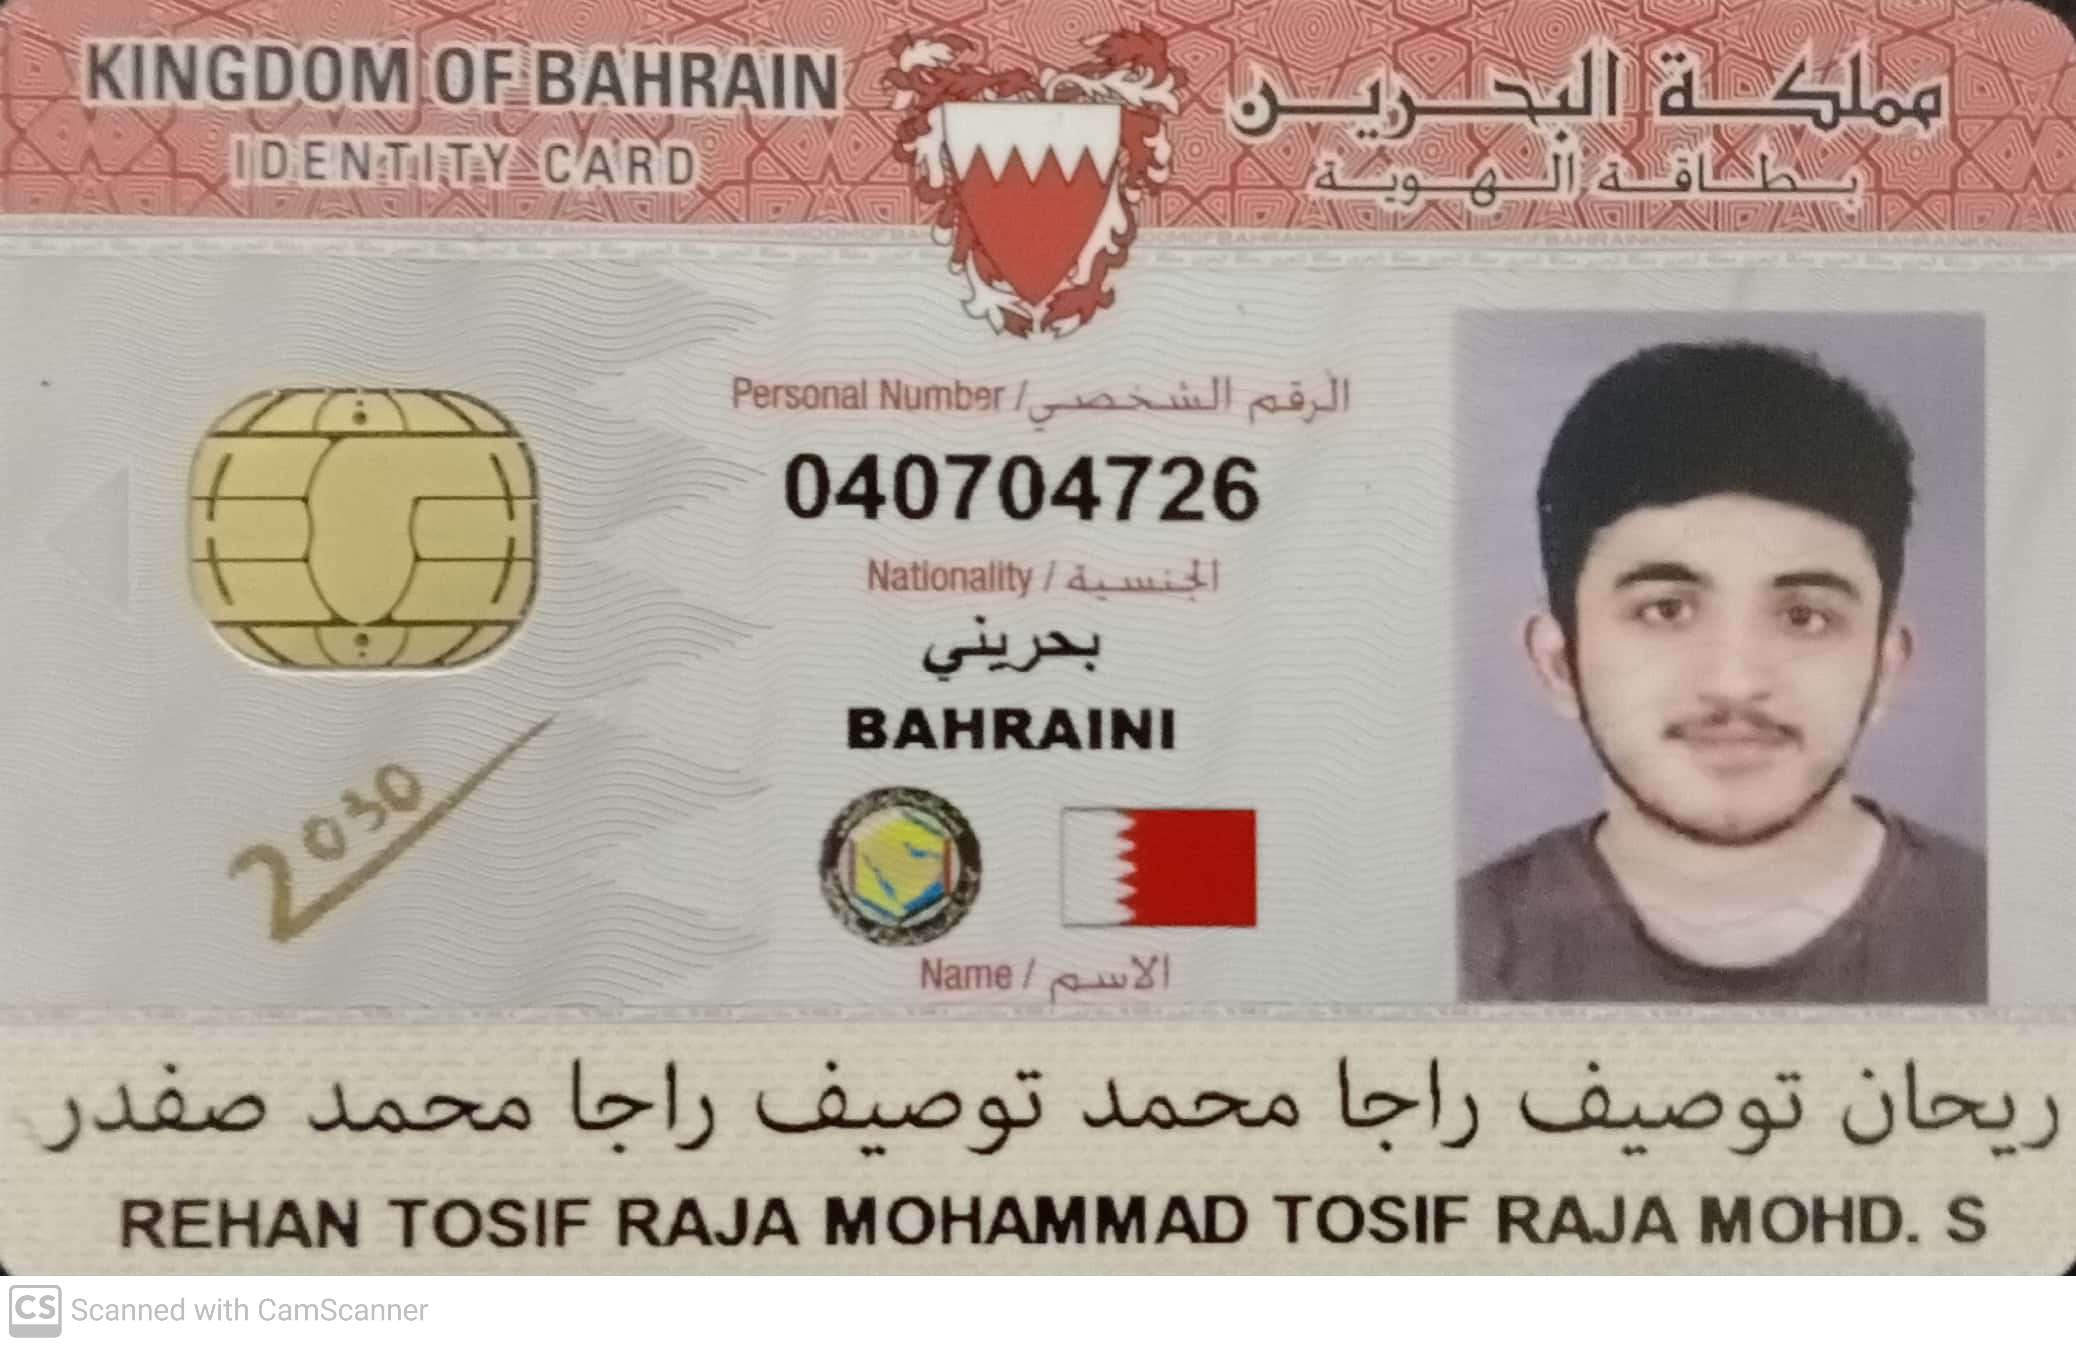 KINGDOM OF BAHRAIN
مملكة البحرين
IDENTITY CARD
بطاقة الهوية
Personal Number / الرقم الشخصي
040704726
Nationality / الجنسية
بحريني
BAHRAINI
2030
Name / الاسم
ريحان توصيف راجا محمد توصيف راجا محمد صفدر
REHAN TOSIF RAJA MOHAMMAD TOSIF RAJA MOHD. S
CS Scanned with CamScanner